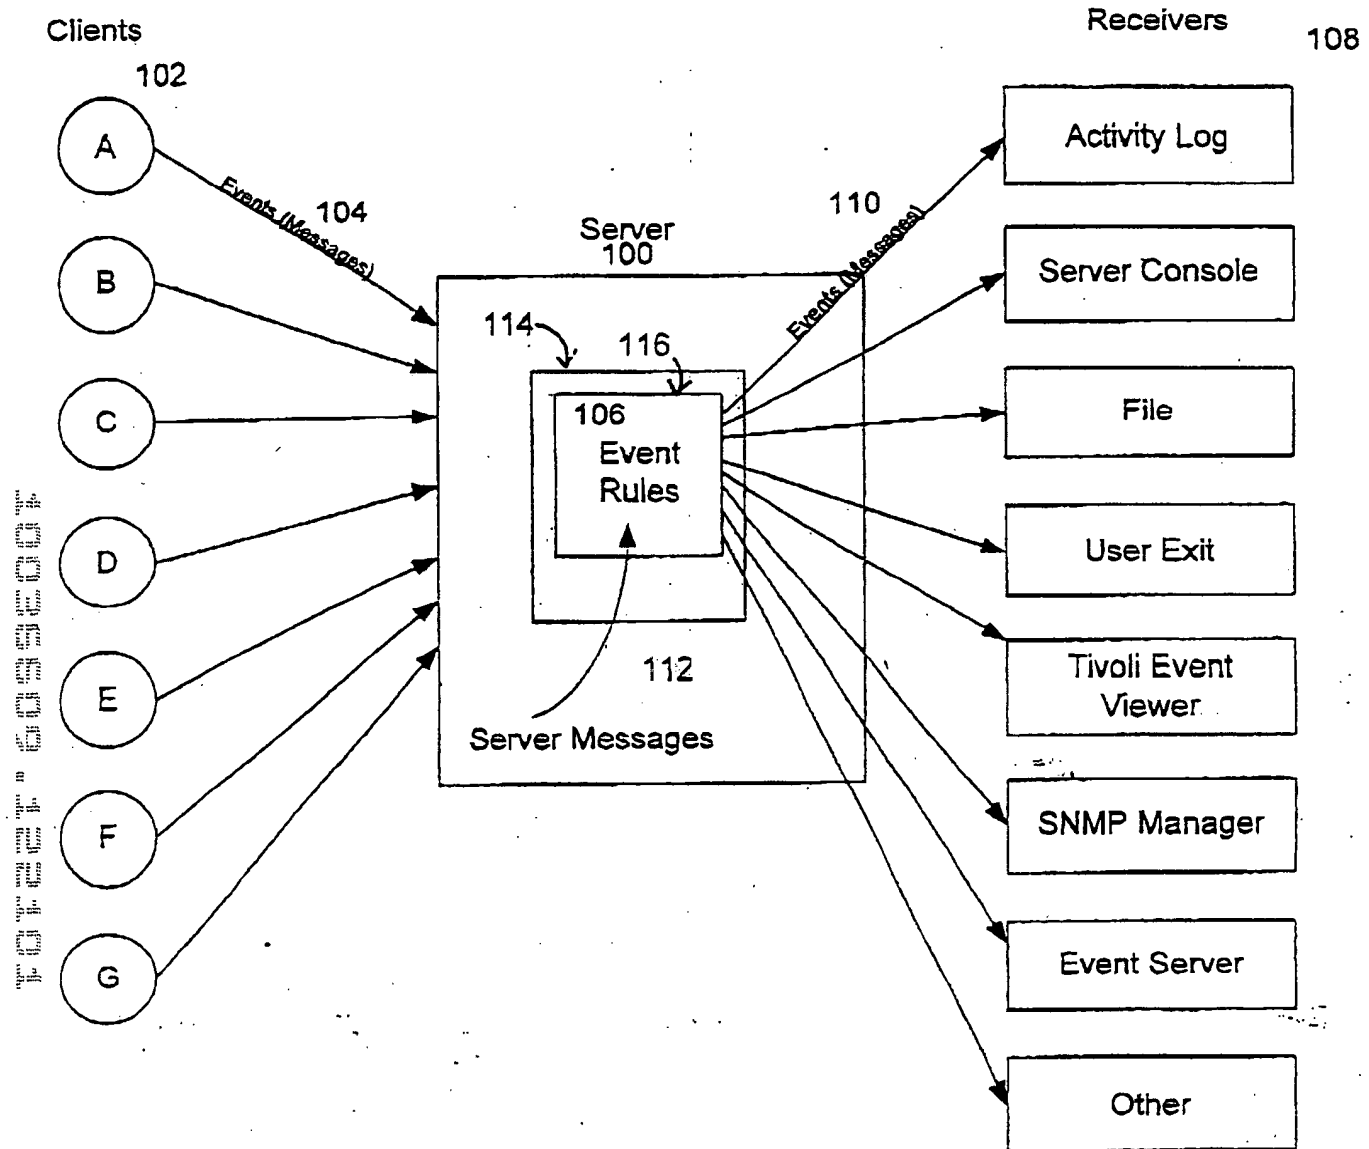 Clients
Receivers
108
102
A
Activity Log
Events (Messages)
104
110
Events (Messages)
Server
100
B
Server Console
114
116
C
106
Event
Rules
File
D
User Exit
E
112
Tivoli Event
Viewer
Server Messages
F
SNMP Manager
G
Event Server
Other